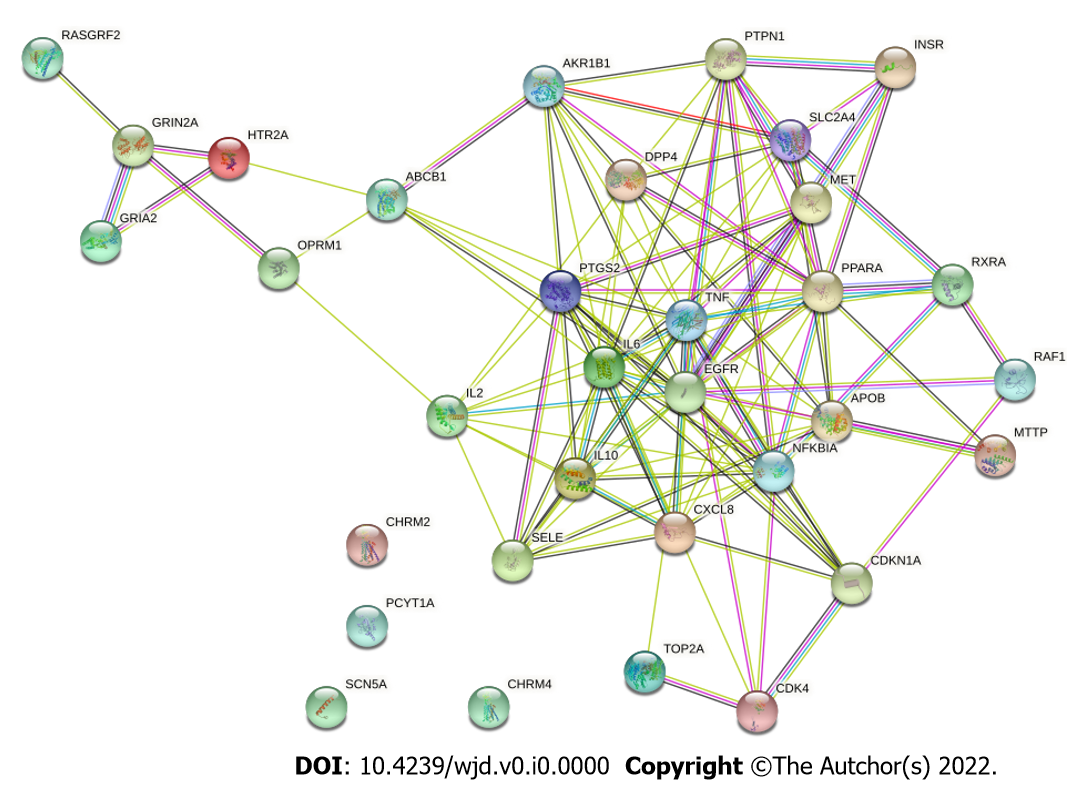 RASGRF2
PTPN1
INSR
AKR1B1
GRIN2A
SLC2A4
HTR2A
DPP4
ABCB1
MET
GRIA2
OPRM1
PTGS2
PPARA
RXRA
TNF
IL6
EGFR
RAF1
IL2
APOB
MTTP
NFKBIA
IL10
CXCL8
CHRM2
SELE
CDKN1A
PCYT1A
TOP2A
SCN5A
CHRM4
CDK4
DOI: 10.4239/wjd.v0.i0.0000 Copyright ©The Autchor(s) 2022.